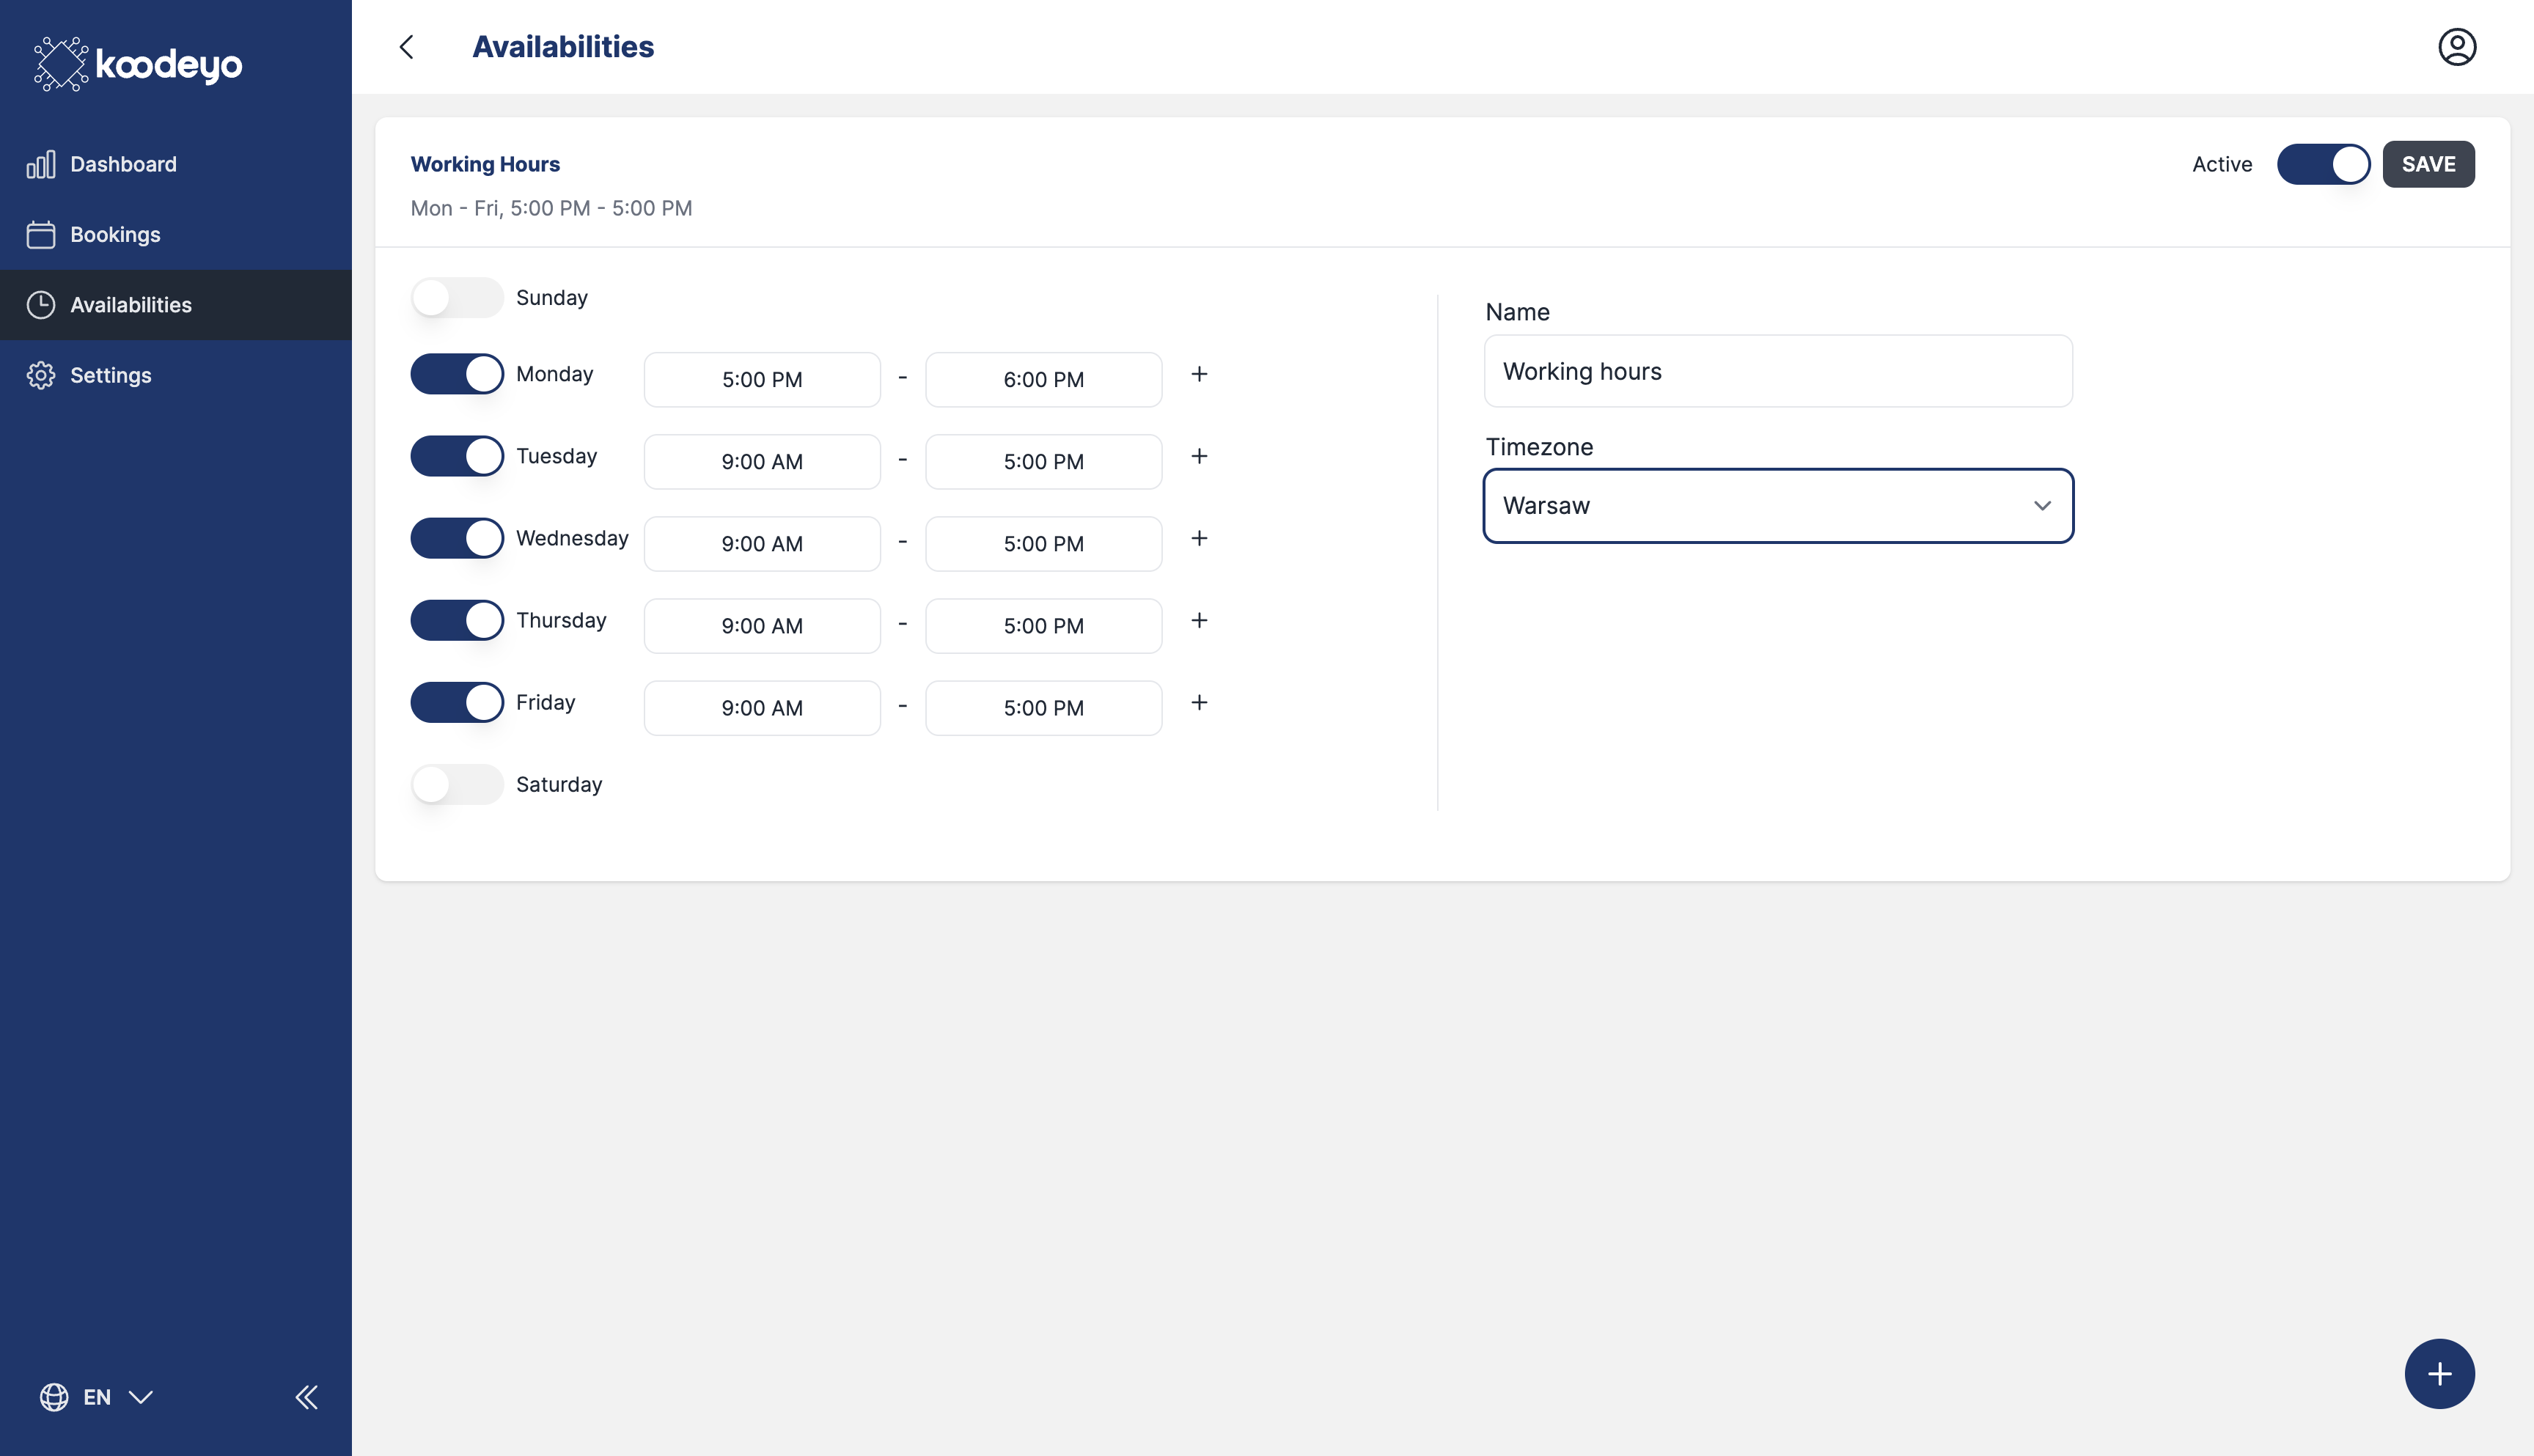 koodeyo
Dashboard
Bookings
Availabilities
Settings
EN
Availabilities
Working Hours
Mon - Fri, 5:00 PM - 5:00 PM
Active
SAVE
Sunday
Monday 5:00 PM - 6:00 PM +
Tuesday 9:00 AM - 5:00 PM +
Wednesday 9:00 AM - 5:00 PM +
Thursday 9:00 AM - 5:00 PM +
Friday 9:00 AM - 5:00 PM +
Saturday
Name
Working hours
Timezone
Warsaw
+